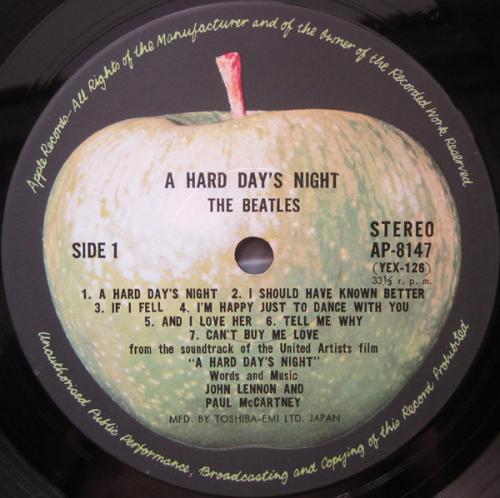 Apple Records—All Rights of the Manufacturer and of the Owner of the Recorded Work Reserved
A HARD DAY'S NIGHT
THE BEATLES
SIDE 1
STEREO
AP-8147
(YEX-126)
33⅓ r. p. m.
1. A HARD DAY'S NIGHT 2. I SHOULD HAVE KNOWN BETTER
3. IF I FELL 4. I'M HAPPY JUST TO DANCE WITH YOU
5. AND I LOVE HER 6. TELL ME WHY
7. CAN'T BUY ME LOVE
from the soundtrack of the United Artists film
"A HARD DAY'S NIGHT"
Words and Music
JOHN LENNON AND
PAUL McCARTNEY
MFD. BY TOSHIBA-EMI LTD. JAPAN
Unauthorised Public Performance, Broadcasting and Copying of this Record Prohibited